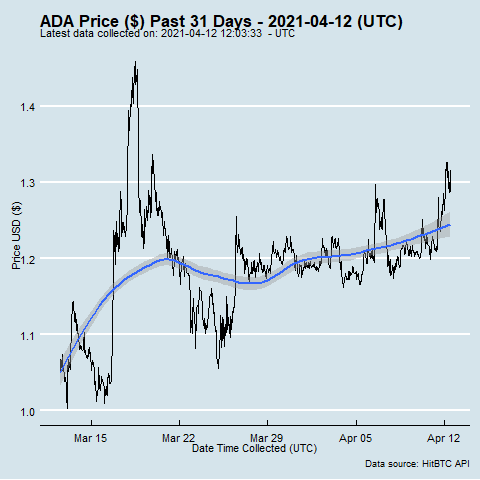 ADA Price ($) Past 31 Days - 2021-04-12 (UTC)
Latest data collected on: 2021-04-12 12:03:33  - UTC
1.4
1.3
1.2
1.1
1.0
Price USD ($)
Mar 15 Mar 22 Mar 29 Apr 05 Apr 12
Date Time Collected (UTC)
Data source: HitBTC API